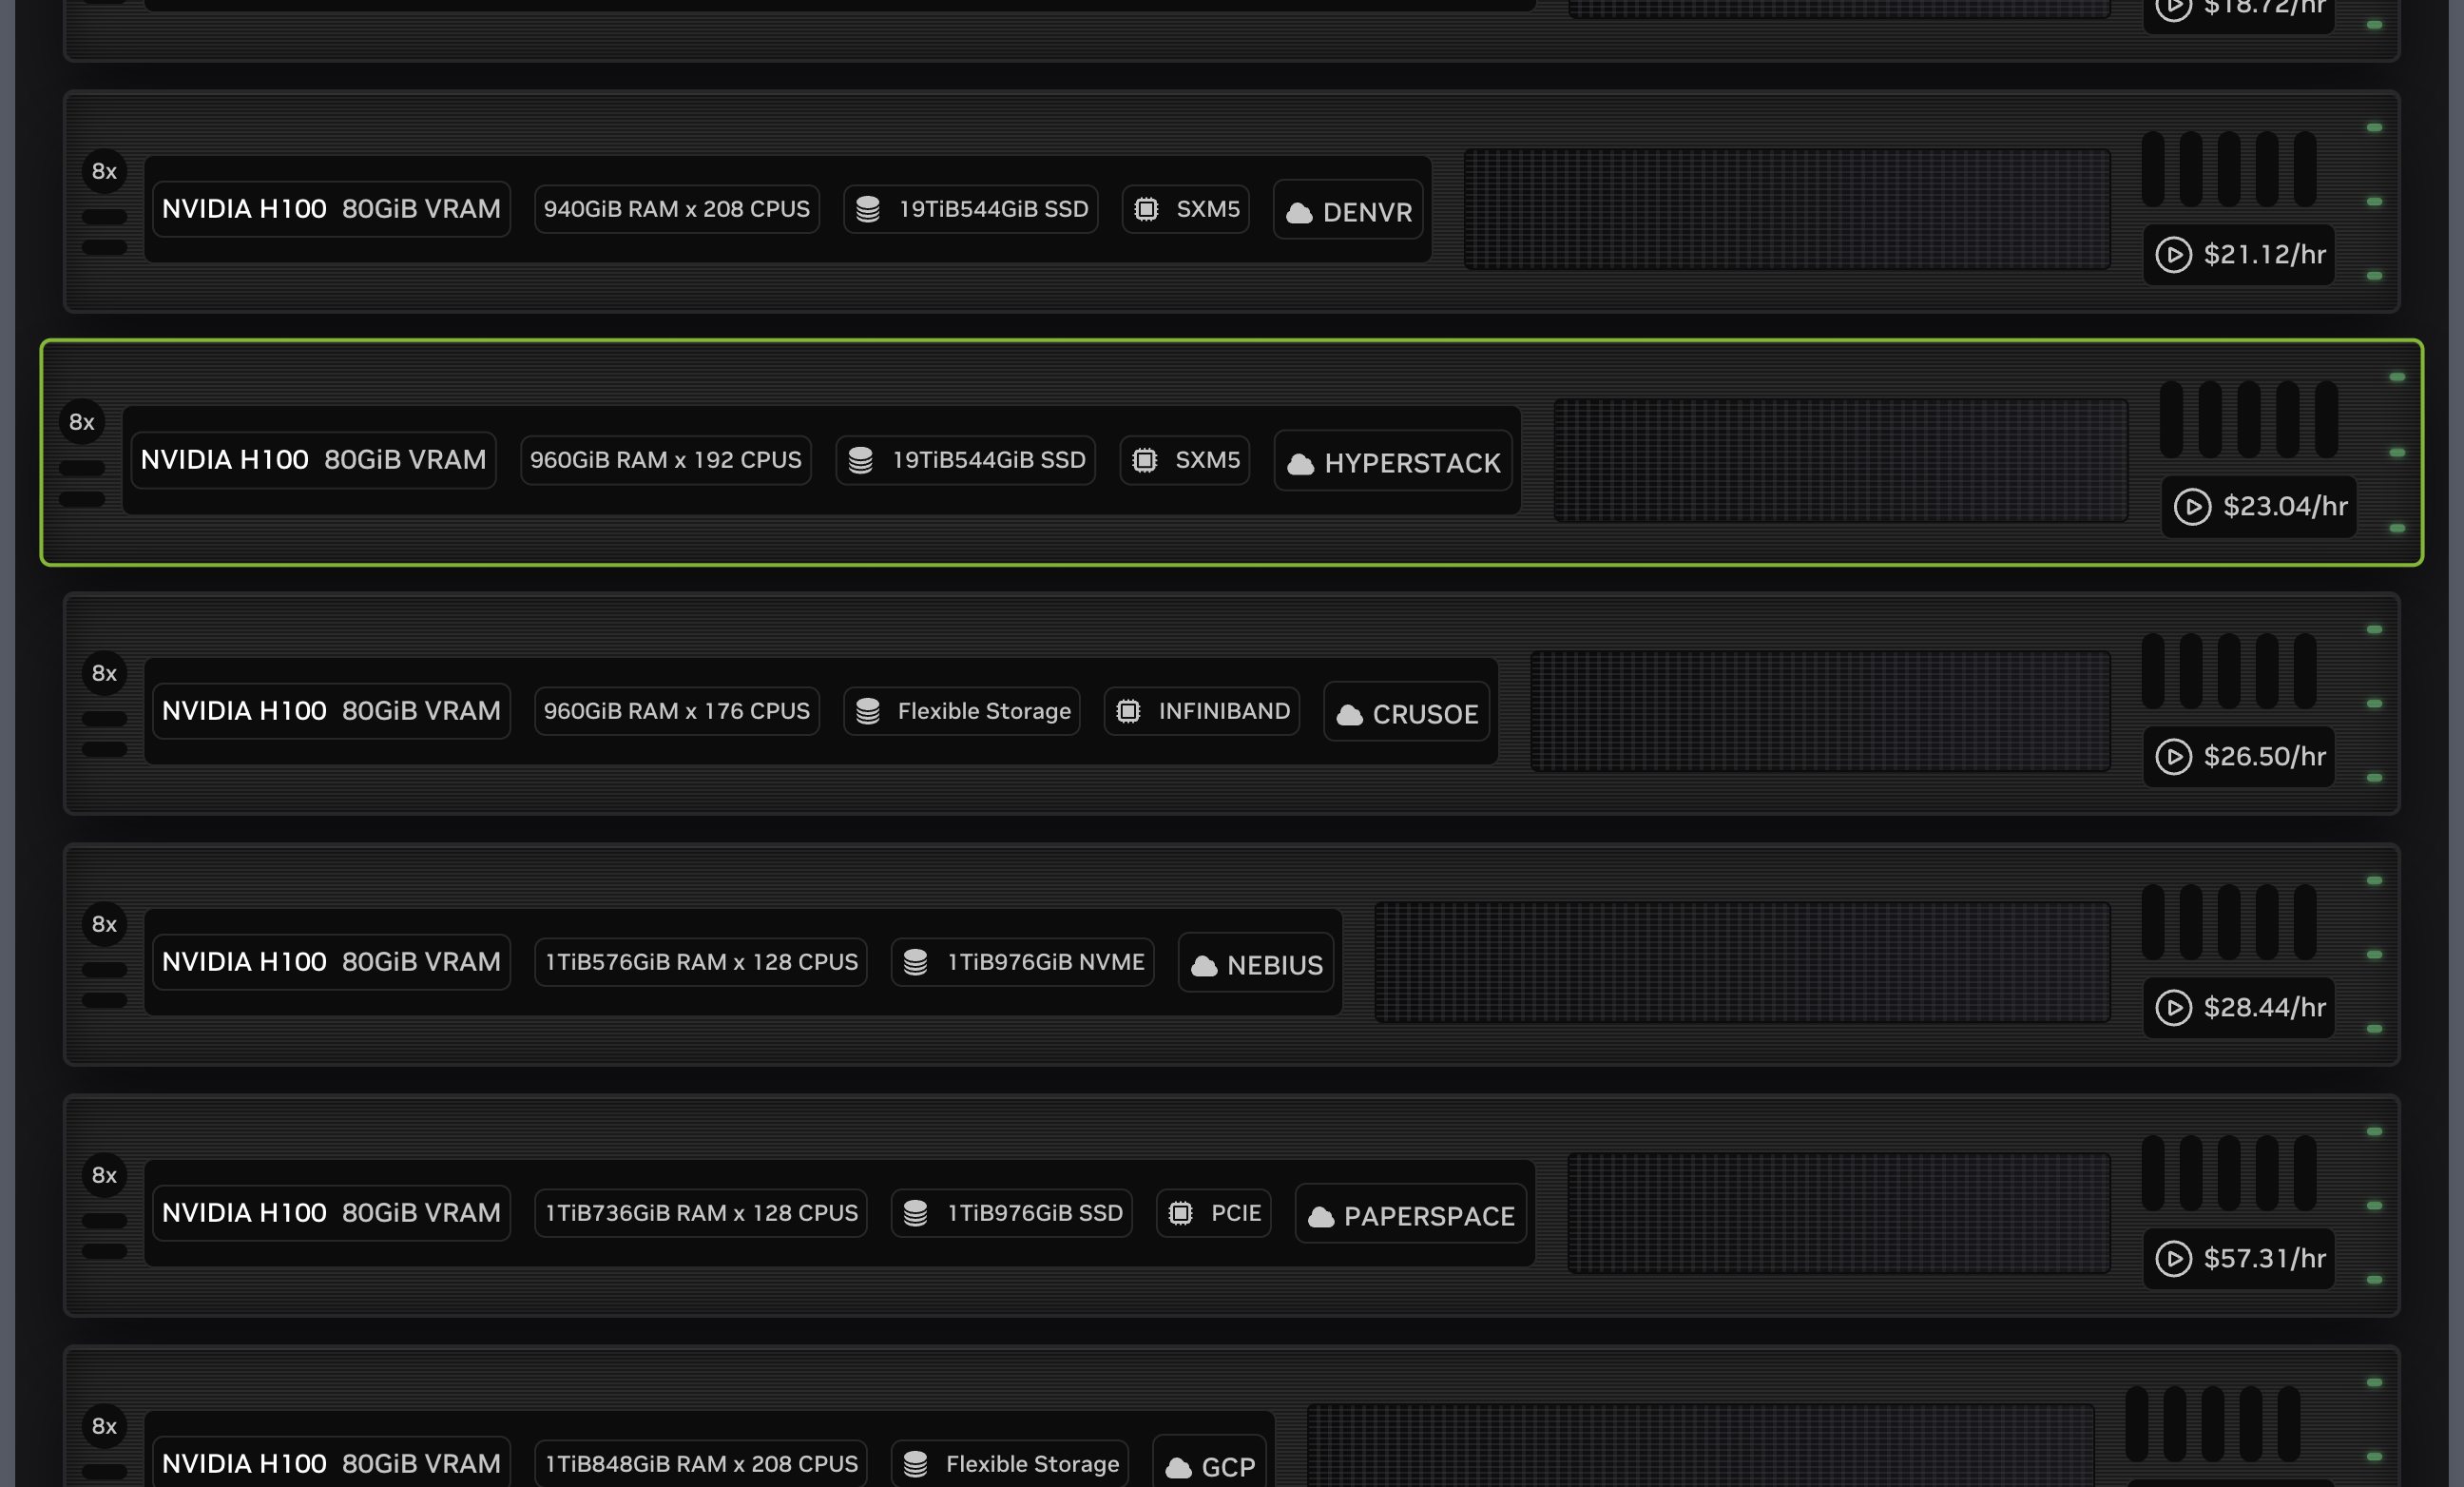 $18.72/hr
8x
NVIDIA H100 80GiB VRAM 940GiB RAM x 208 CPUS 19TiB544GiB SSD SXM5 DENVR
$21.12/hr
8x
NVIDIA H100 80GiB VRAM 960GiB RAM x 192 CPUS 19TiB544GiB SSD SXM5 HYPERSTACK
$23.04/hr
8x
NVIDIA H100 80GiB VRAM 960GiB RAM x 176 CPUS Flexible Storage INFINIBAND CRUSOE
$26.50/hr
8x
NVIDIA H100 80GiB VRAM 1TiB576GiB RAM x 128 CPUS 1TiB976GiB NVME NEBIUS
$28.44/hr
8x
NVIDIA H100 80GiB VRAM 1TiB736GiB RAM x 128 CPUS 1TiB976GiB SSD PCIE PAPERSPACE
$57.31/hr
8x
NVIDIA H100 80GiB VRAM 1TiB848GiB RAM x 208 CPUS Flexible Storage GCP